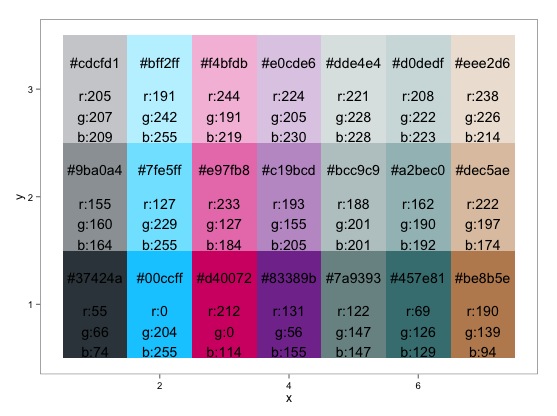 #cdcfd1 #bff2ff #f4bfdb #e0cde6 #dde4e4 #d0dedf #eee2d6
3
r:205 r:191 r:244 r:224 r:221 r:208 r:238
g:207 g:242 g:191 g:205 g:228 g:222 g:226
b:209 b:255 b:219 b:230 b:228 b:223 b:214
#9ba0a4 #7fe5ff #e97fb8 #c19bcd #bcc9c9 #a2bec0 #dec5ae
y 2
r:155 r:127 r:233 r:193 r:188 r:162 r:222
g:160 g:229 g:127 g:155 g:201 g:190 g:197
b:164 b:255 b:184 b:205 b:201 b:192 b:174
#37424a #00ccff #d40072 #83389b #7a9393 #457e81 #be8b5e
1
r:55 r:0 r:212 r:131 r:122 r:69 r:190
g:66 g:204 g:0 g:56 g:147 g:126 g:139
b:74 b:255 b:114 b:155 b:147 b:129 b:94
2 4 6
x